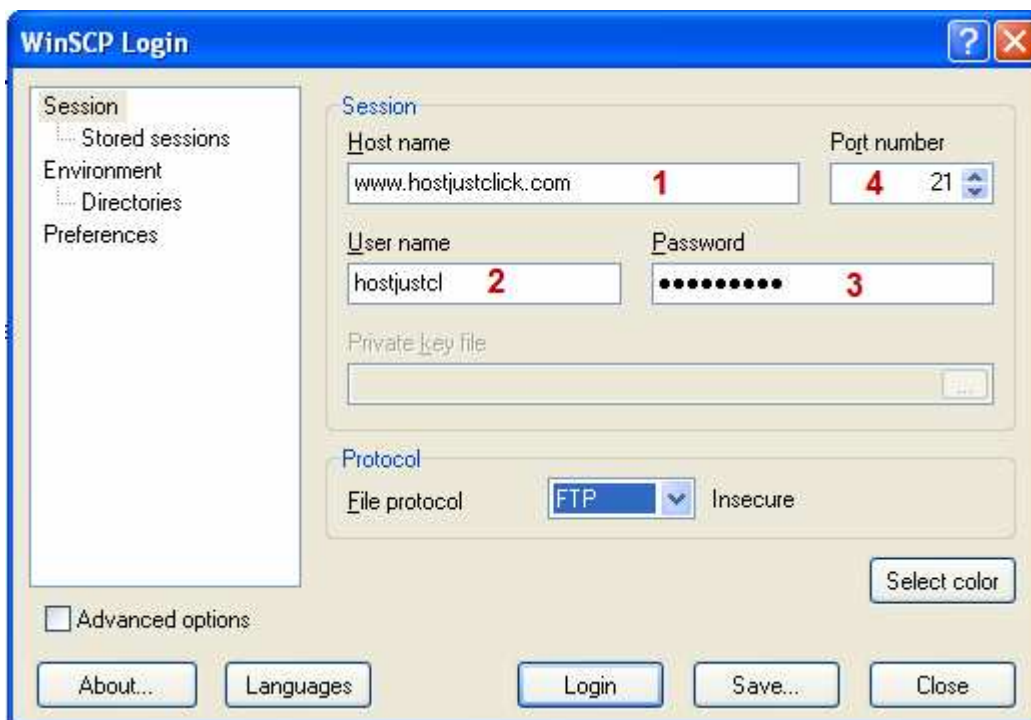 WinSCP Login
Session
Stored sessions
Environment
Directories
Preferences
Session
Host name
Port number
www.hostjustclick.com 1
4 21
User name
Password
hostjustcl 2
••••••••• 3
Private key file
...
Protocol
File protocol FTP Insecure
Select color
Advanced options
About... Languages Login Save... Close